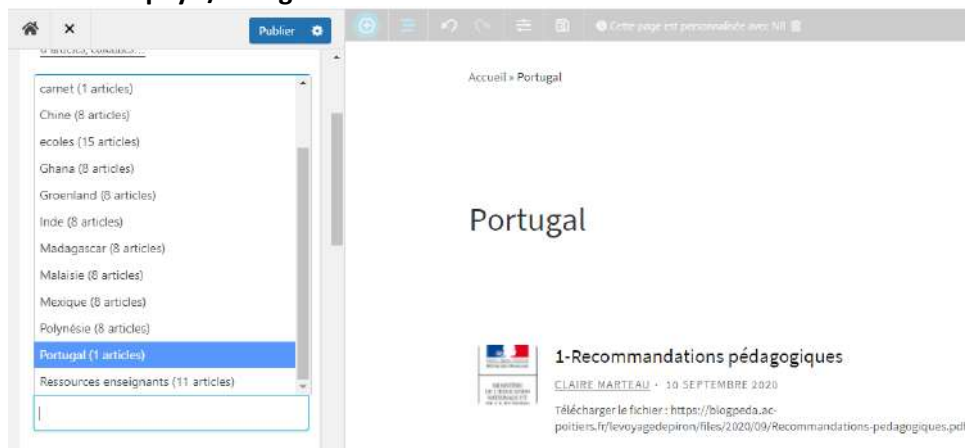 Publier
Cette page est personnalisée avec N8
carnet (1 articles)
Chine (8 articles)
ecoles (15 articles)
Ghana (8 articles)
Groenland (8 articles)
Inde (8 articles)
Madagascar (8 articles)
Malaisie (8 articles)
Mexique (8 articles)
Polynésie (8 articles)
Portugal (1 articles)
Ressources enseignants (11 articles)
Accueil » Portugal
Portugal
1-Recommandations pédagogiques
CLAIRE MARTEAU • 10 SEPTEMBRE 2020
Télécharger le fichier : https://blogpeda.ac-
poitiers.fr/levoyagedepiron/files/2020/09/Recommandations-pedagogiques.pdf